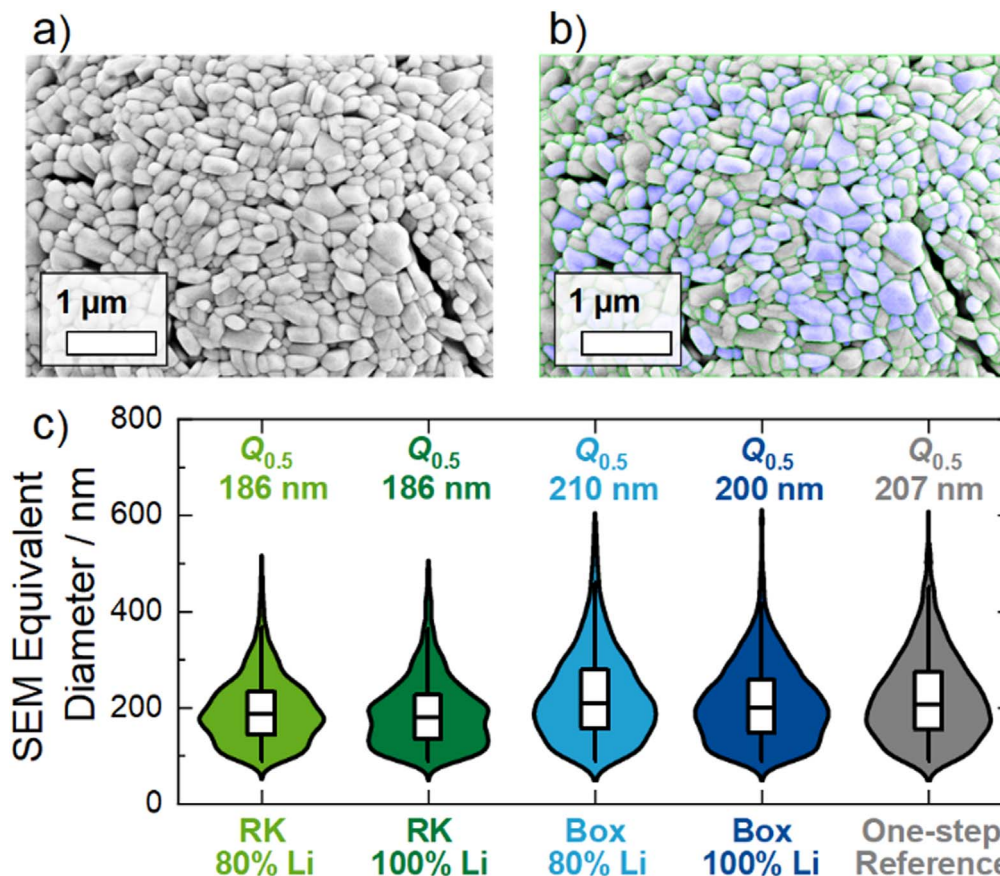 a)
b)
1 µm
1 µm
c)
SEM Equivalent
Diameter / nm
800
600
400
200
0
Q0.5
186 nm
Q0.5
186 nm
Q0.5
210 nm
Q0.5
200 nm
Q0.5
207 nm
RK
80% Li
RK
100% Li
Box
80% Li
Box
100% Li
One-step
Reference